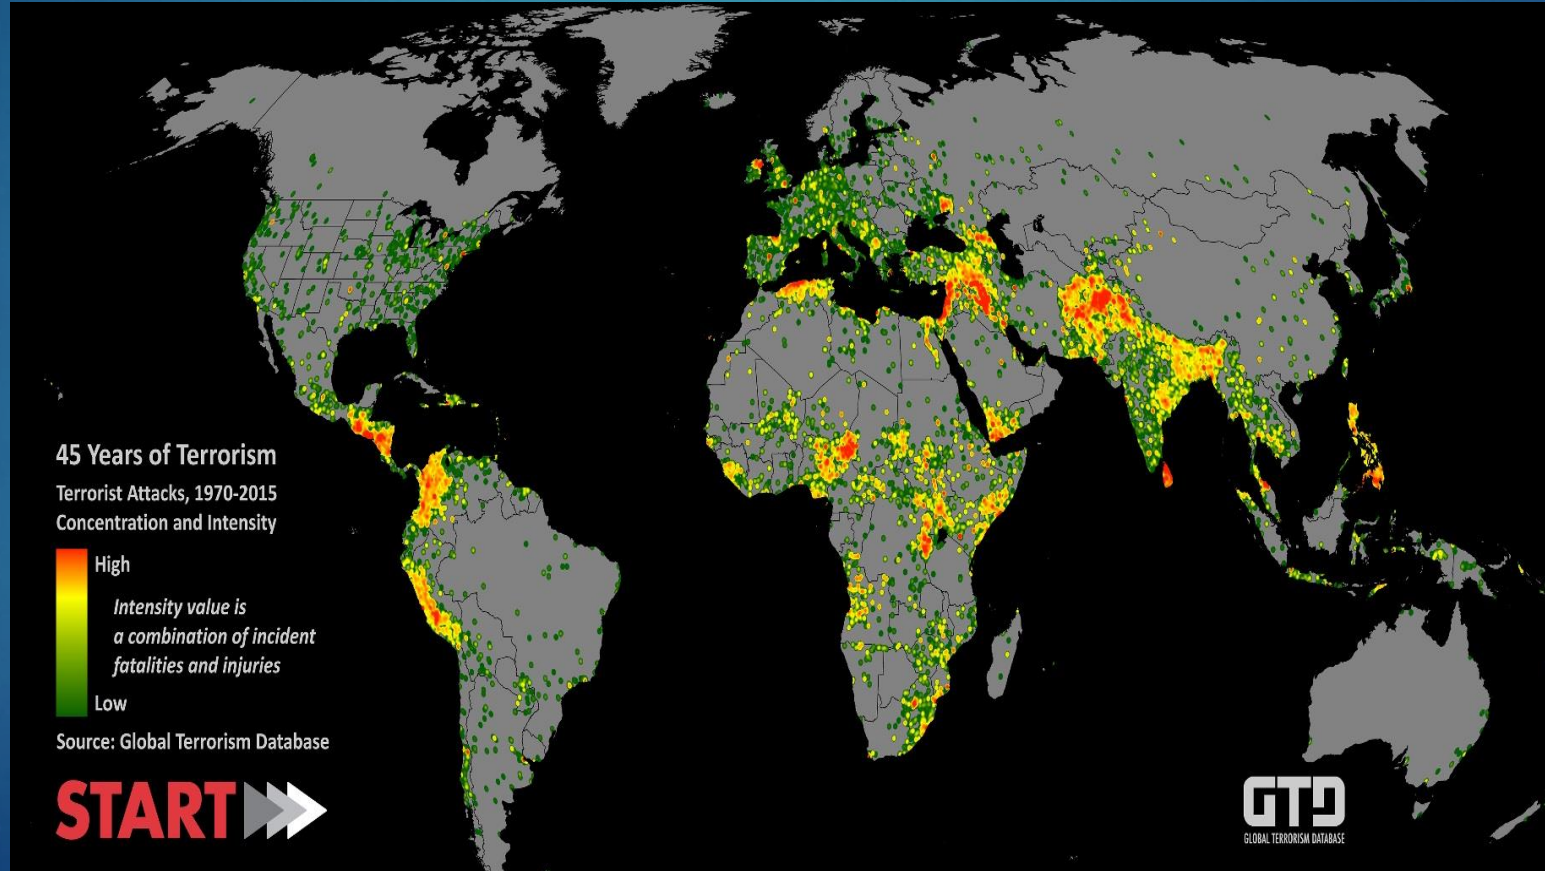 45 Years of Terrorism
Terrorist Attacks, 1970-2015
Concentration and Intensity
High
Intensity value is
a combination of incident
fatalities and injuries
Low
Source: Global Terrorism Database
START
GTD
GLOBAL TERRORISM DATABASE